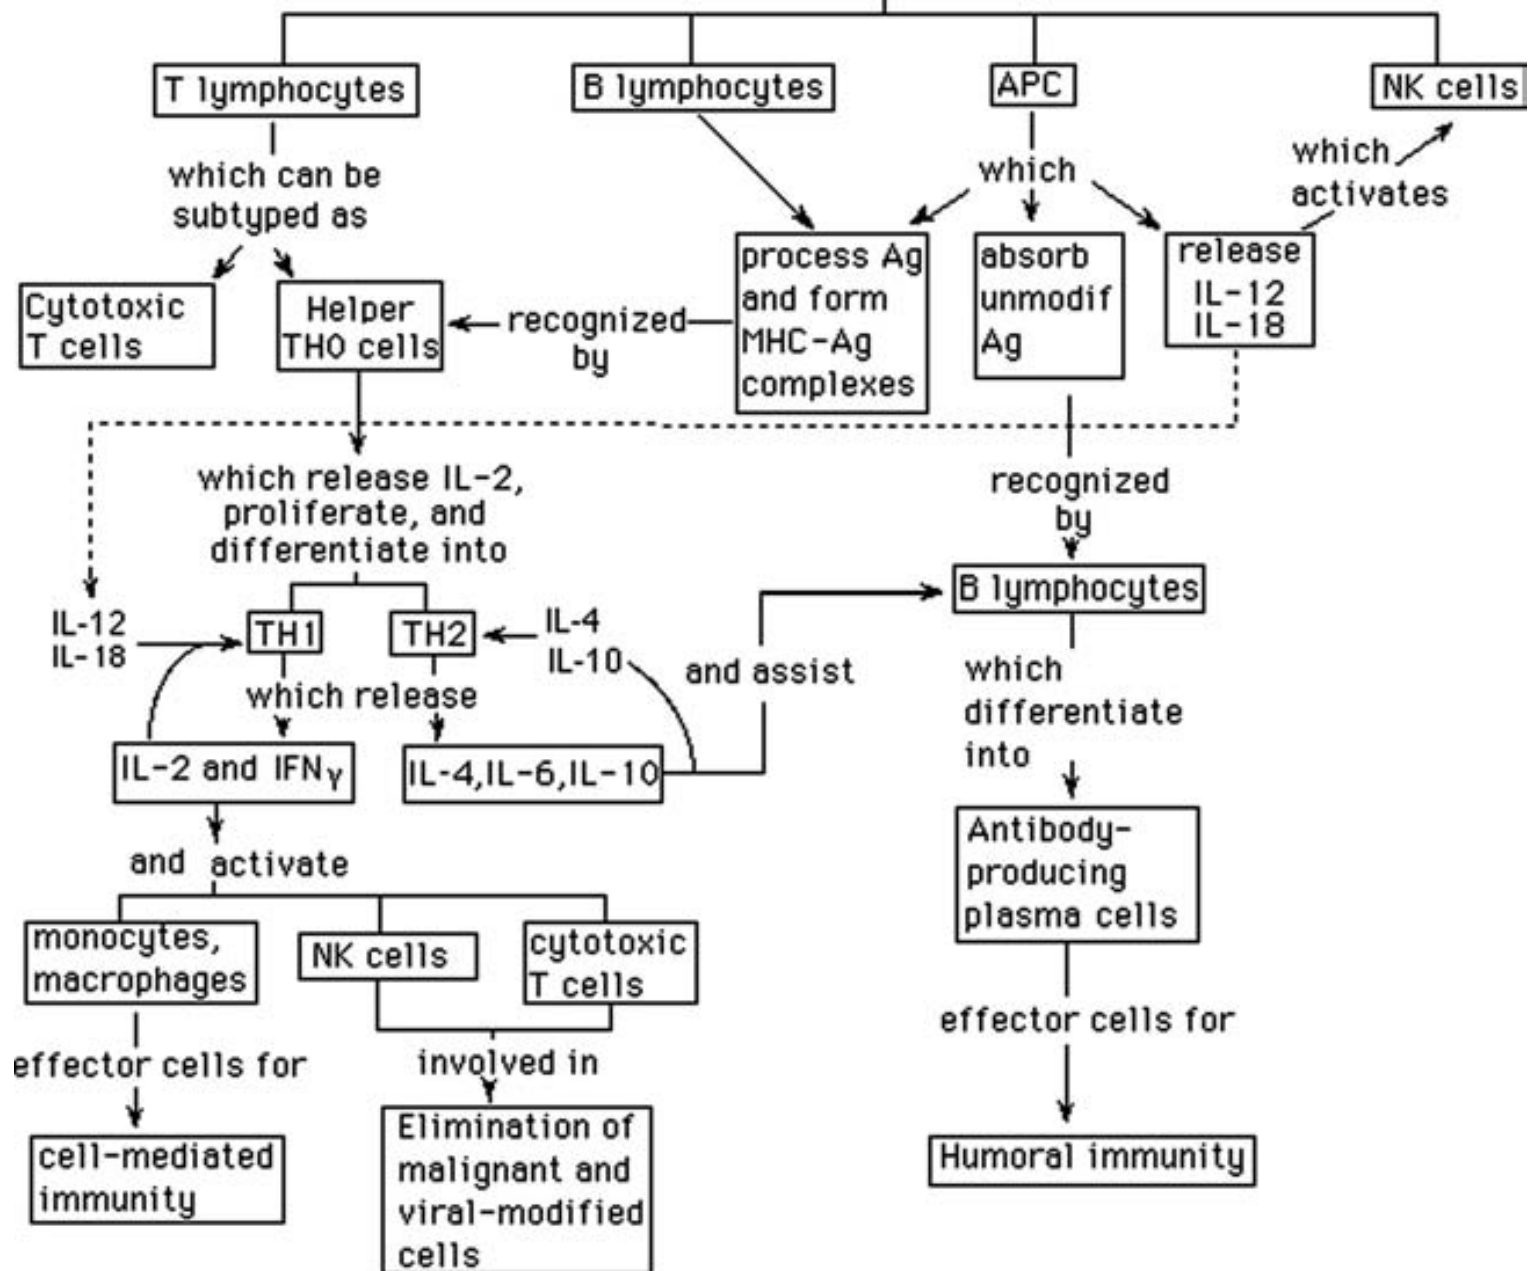 T lymphocytes
B lymphocytes
APC
NK cells
which can be
subtyped as
which
which
activates
Cytotoxic
T cells
Helper
TH0 cells
recognized
by
process Ag
and form
MHC-Ag
complexes
absorb
unmodif
Ag
release
IL-12
IL-18
which release IL-2,
proliferate, and
differentiate into
recognized
by
IL-12
IL-18
TH1
TH2
IL-4
IL-10
and assist
B lymphocytes
which release
which
differentiate
into
IL-2 and IFNγ
IL-4,IL-6,IL-10
and activate
Antibody-
producing
plasma cells
monocytes,
macrophages
NK cells
cytotoxic
T cells
effector cells for
effector cells for
involved in
cell-mediated
immunity
Elimination of
malignant and
viral-modified
cells
Humoral immunity